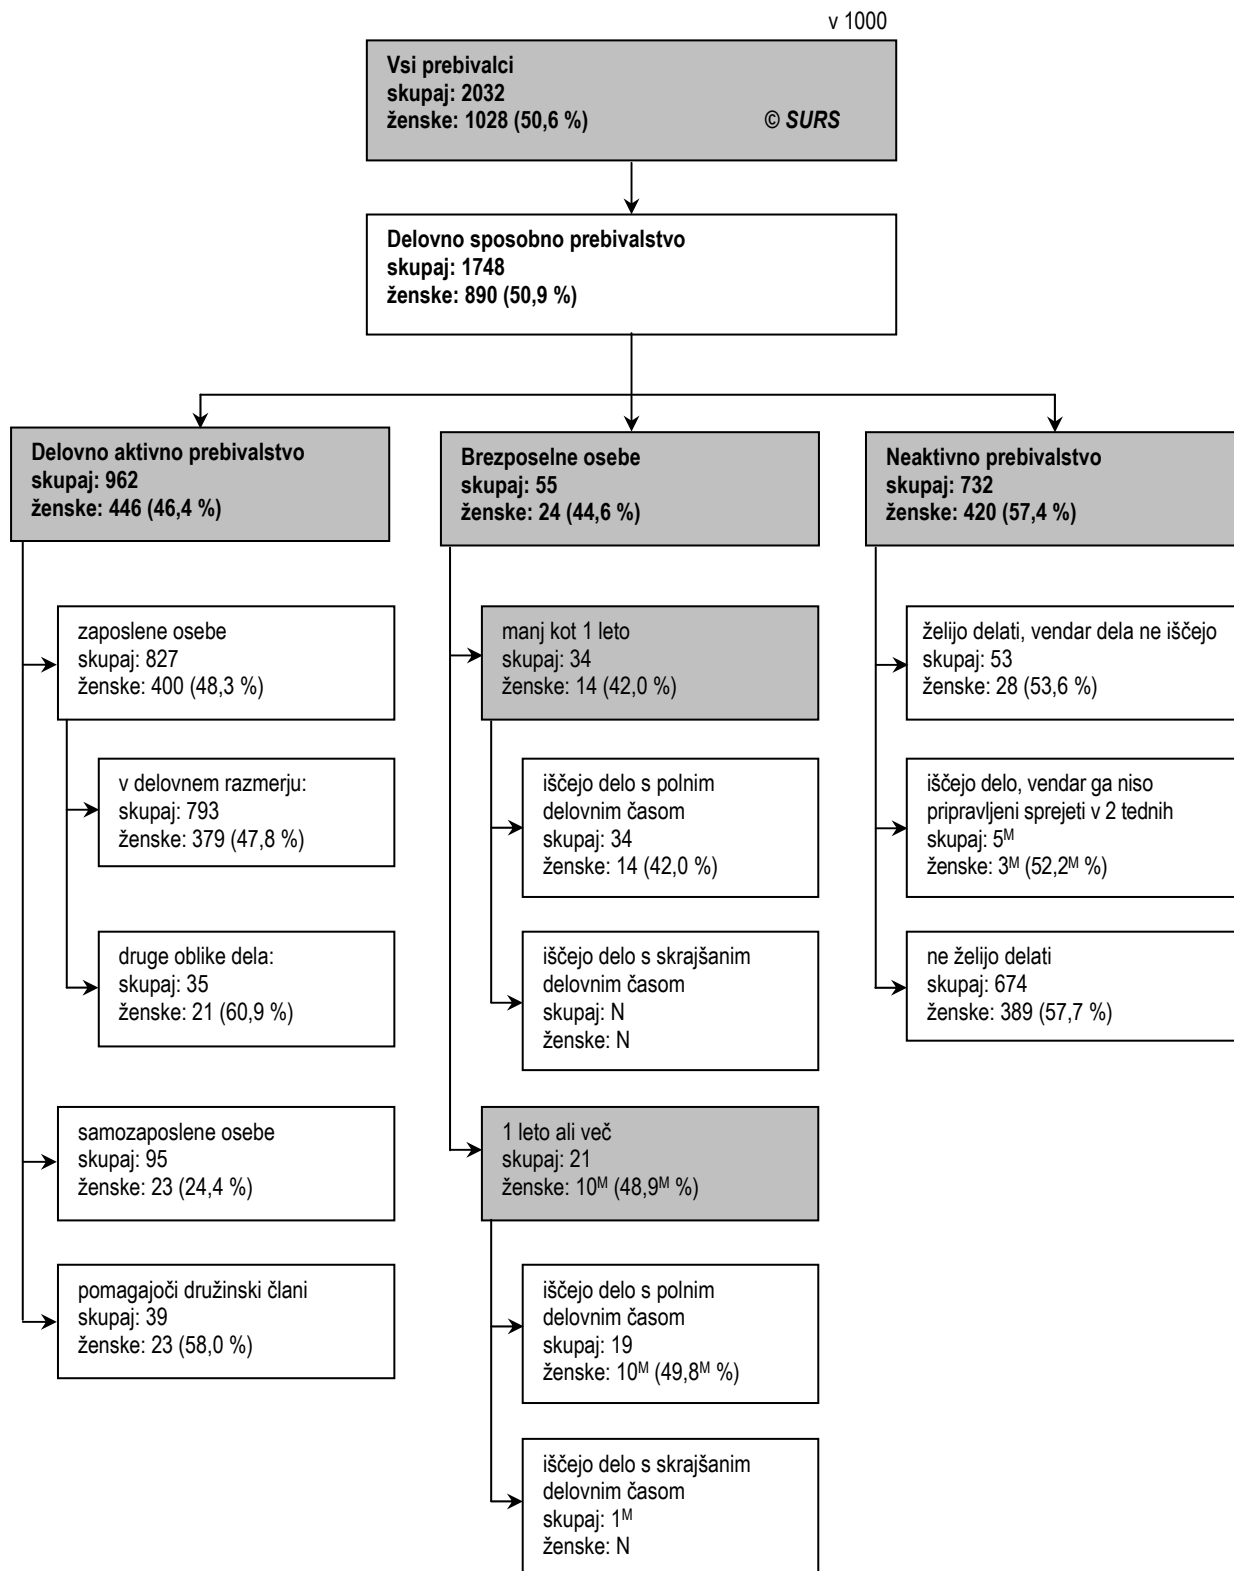 v 1000
Vsi prebivalci
skupaj: 2032
ženske: 1028 (50,6 %) © SURS
Delovno sposobno prebivalstvo
skupaj: 1748
ženske: 890 (50,9 %)
Delovno aktivno prebivalstvo
skupaj: 962
ženske: 446 (46,4 %)
zaposlene osebe
skupaj: 827
ženske: 400 (48,3 %)
v delovnem razmerju:
skupaj: 793
ženske: 379 (47,8 %)
druge oblike dela:
skupaj: 35
ženske: 21 (60,9 %)
samozaposlene osebe
skupaj: 95
ženske: 23 (24,4 %)
pomagajoči družinski člani
skupaj: 39
ženske: 23 (58,0 %)
Brezposelne osebe
skupaj: 55
ženske: 24 (44,6 %)
manj kot 1 leto
skupaj: 34
ženske: 14 (42,0 %)
iščejo delo s polnim
delovnim časom
skupaj: 34
ženske: 14 (42,0 %)
iščejo delo s skrajšanim
delovnim časom
skupaj: N
ženske: N
1 leto ali več
skupaj: 21
ženske: 10ᴹ (48,9ᴹ %)
iščejo delo s polnim
delovnim časom
skupaj: 19
ženske: 10ᴹ (49,8ᴹ %)
iščejo delo s skrajšanim
delovnim časom
skupaj: 1ᴹ
ženske: N
Neaktivno prebivalstvo
skupaj: 732
ženske: 420 (57,4 %)
želijo delati, vendar dela ne iščejo
skupaj: 53
ženske: 28 (53,6 %)
iščejo delo, vendar ga niso
pripravljeni sprejeti v 2 tednih
skupaj: 5ᴹ
ženske: 3ᴹ (52,2ᴹ %)
ne želijo delati
skupaj: 674
ženske: 389 (57,7 %)